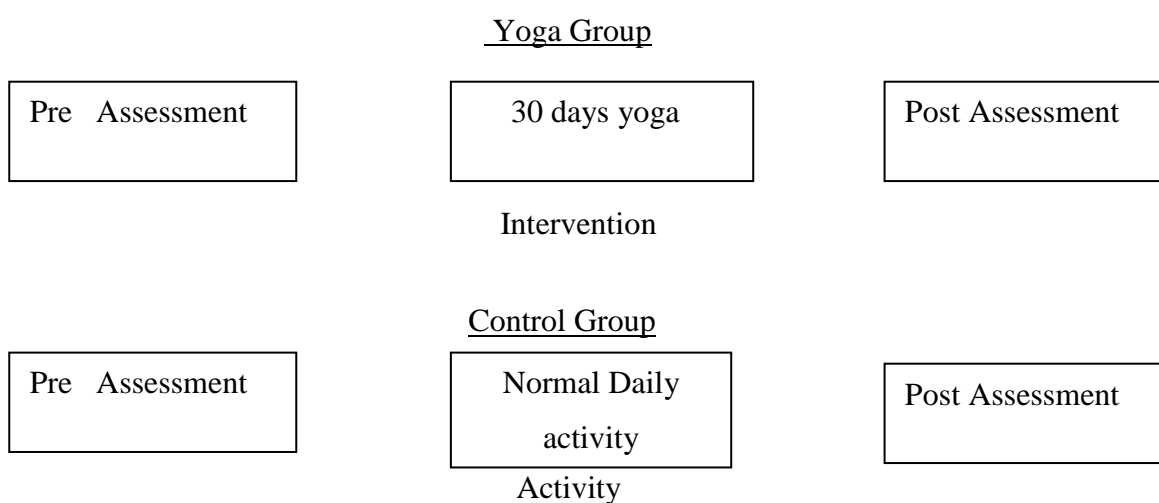 Yoga Group
Pre Assessment
30 days yoga
Post Assessment
Intervention
Control Group
Pre Assessment
Normal Daily
activity
Post Assessment
Activity